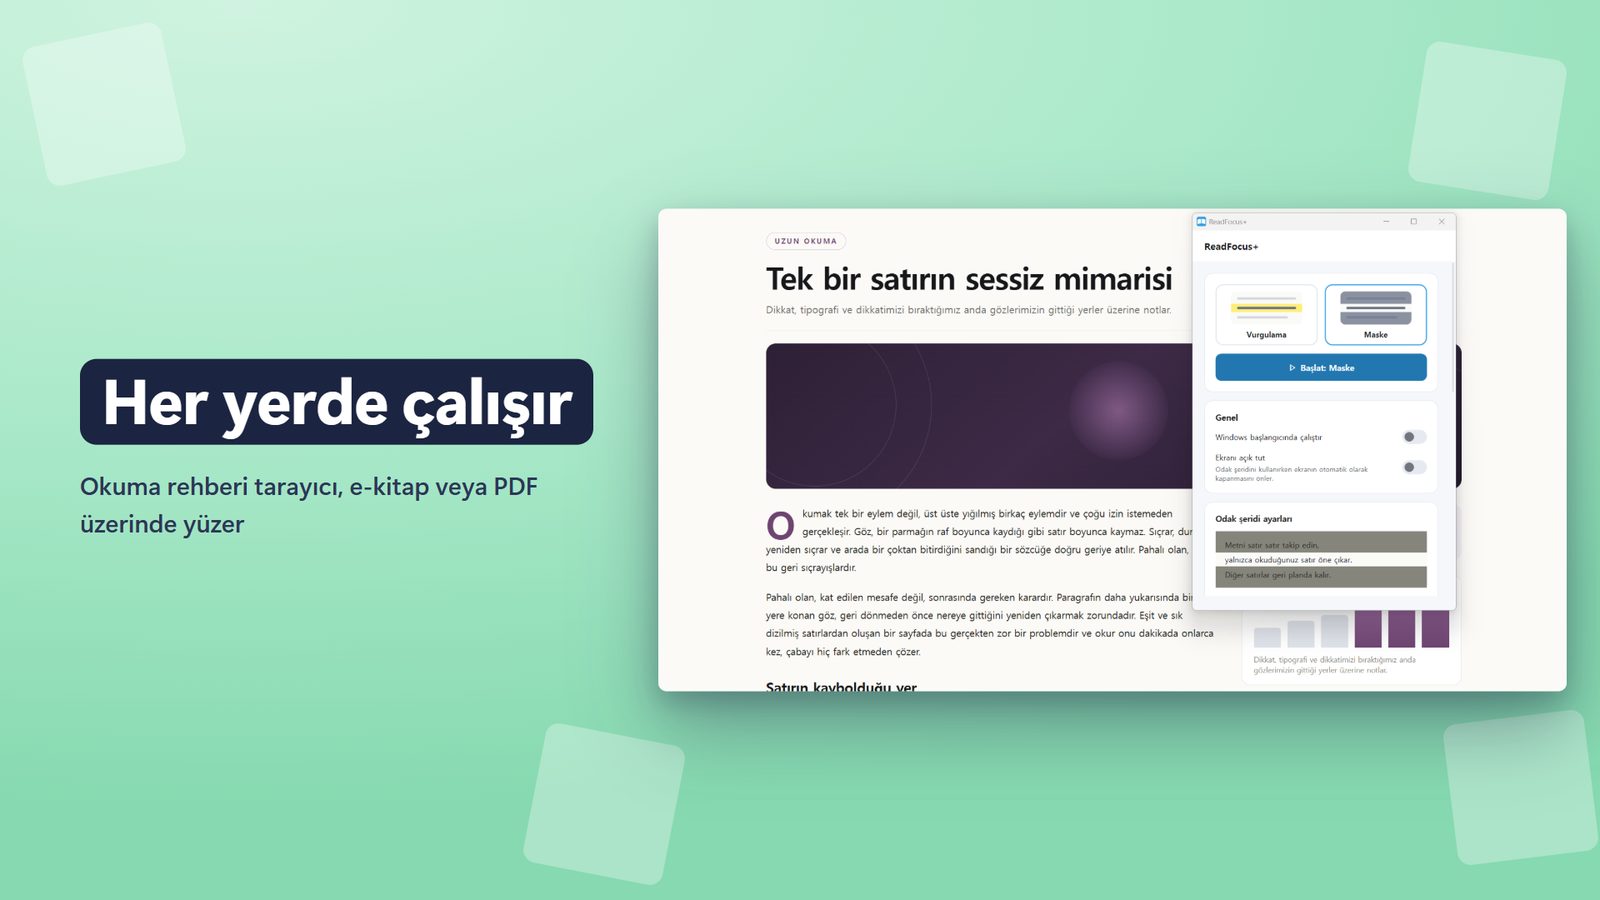 Her yerde çalışır
Okuma rehberi tarayıcı, e-kitap veya PDF
üzerinde yüzer
UZUN OKUMA
Tek bir satırın sessiz mimarisi
Dikkat, tipografi ve dikkatimizi bıraktığımız anda gözlerimizin gittiği yerler üzerine notlar.
O kumak tek bir eylem değil, üst üste yığılmış birkaç eylemdir ve çoğu izin istemeden
gerçekleşir. Göz, bir parmağın raf boyunca kaydığı gibi satır boyunca kaymaz. Sıçrar, dur
yeniden sıçrar ve arada bir çoktan bitirdiğini sandığı bir sözcüğe doğru geriye atılır. Pahalı olan,
bu geri sıçrayışlardır.
Pahalı olan, kat edilen mesafe değil, sonrasında gereken karardır. Paragrafın daha yukarısında bir
yere konan göz, geri dönmeden önce nereye gittiğini yeniden çıkarmak zorundadır. Eşit ve sık
dizilmiş satırlardan oluşan bir sayfada bu gerçekten zor bir problemdir ve okur onu dakikada onlarca
kez, çabayı hiç fark etmeden çözer.
Satırın kaybolduğu yer
ReadFocus+
ReadFocus+
Vurgulama
Maske
Başlat: Maske
Genel
Windows başlangıcında çalıştır
Ekranı açık tut
Odak şeridini kullanırken ekranın otomatik olarak
kapanmasını önler.
Odak şeridi ayarları
Metni satır satır takip edin,
yalnızca okuduğunuz satır öne çıkar.
Diğer satırlar geri planda kalır.
Dikkat, tipografi ve dikkatimizi bıraktığımız anda
gözlerimizin gittiği yerler üzerine notlar.